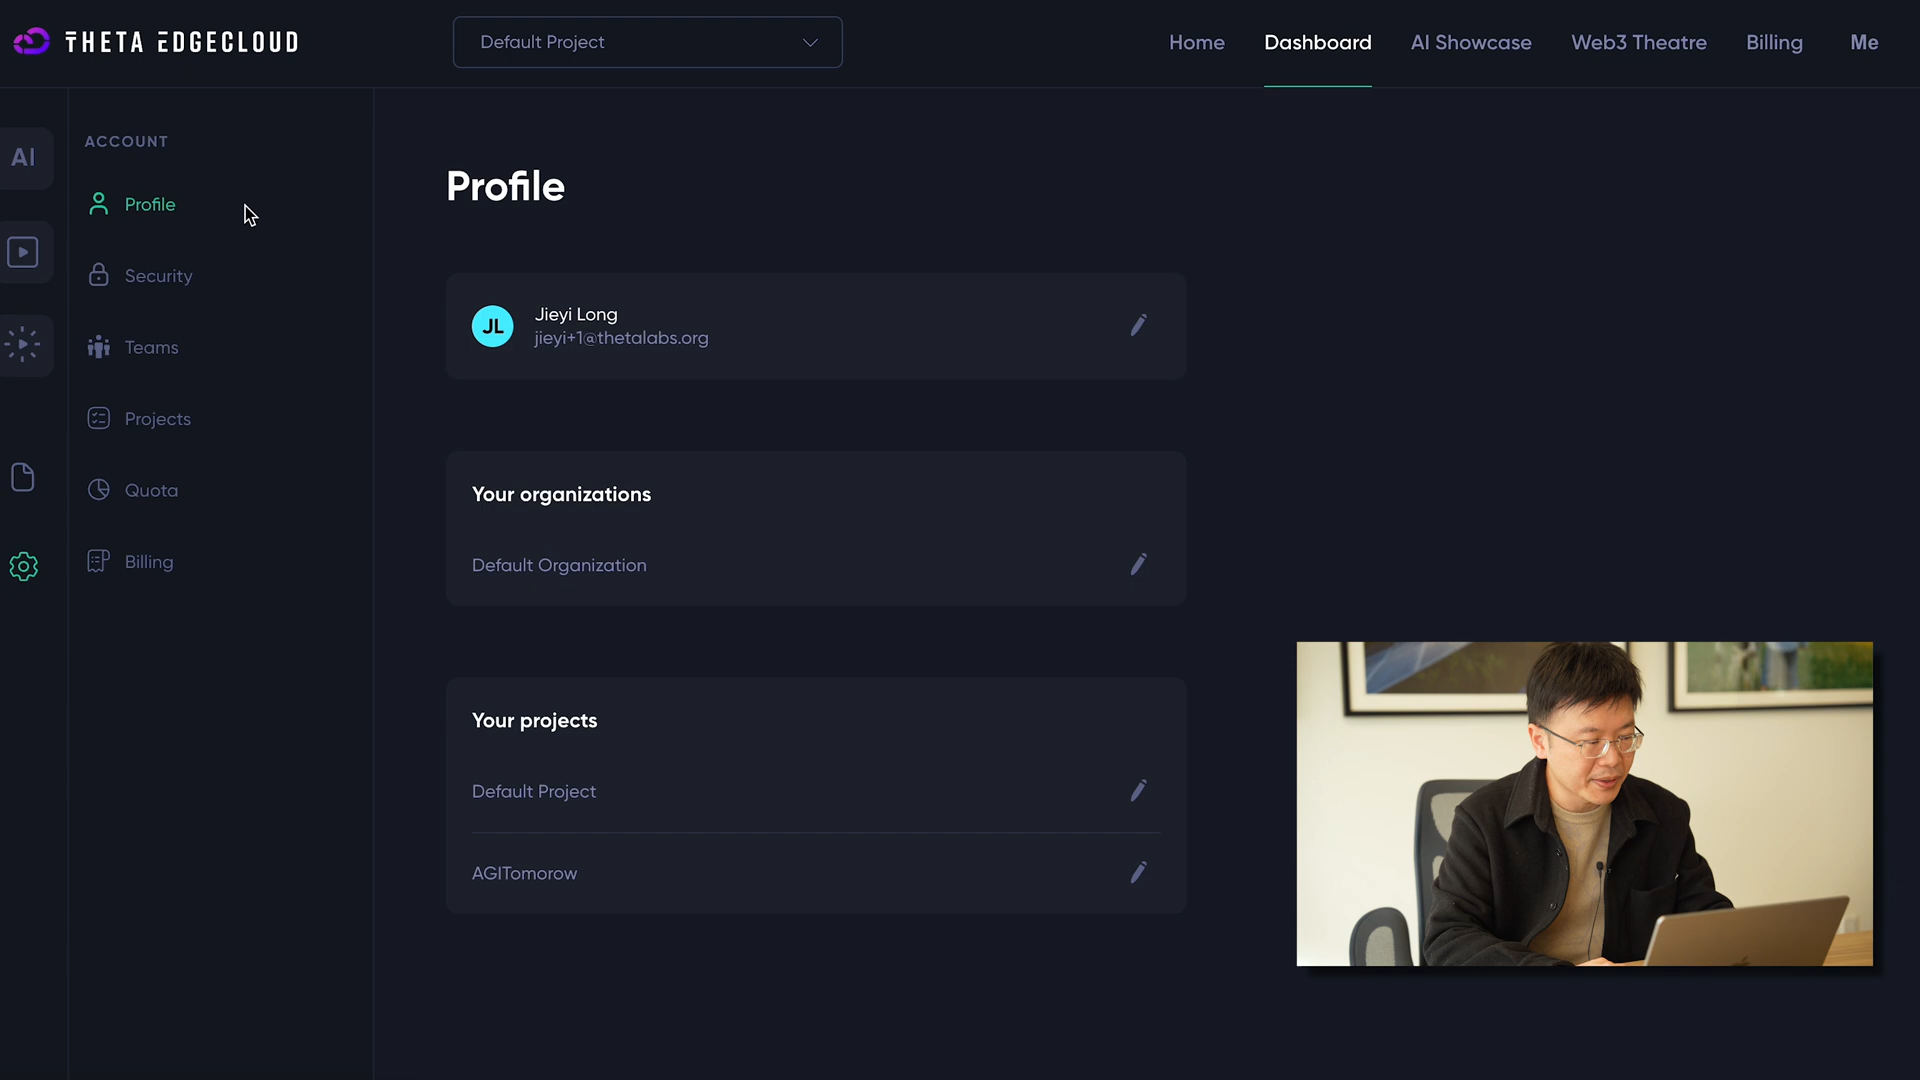 THETA EDGECLOUD
Default Project
Home
Dashboard
AI Showcase
Web3 Theatre
Billing
Me
AI
ACCOUNT
Profile
Security
Teams
Projects
Quota
Billing
Profile
JL
Jieyi Long
jieyi+1@thetalabs.org
Your organizations
Default Organization
Your projects
Default Project
AGITomorow